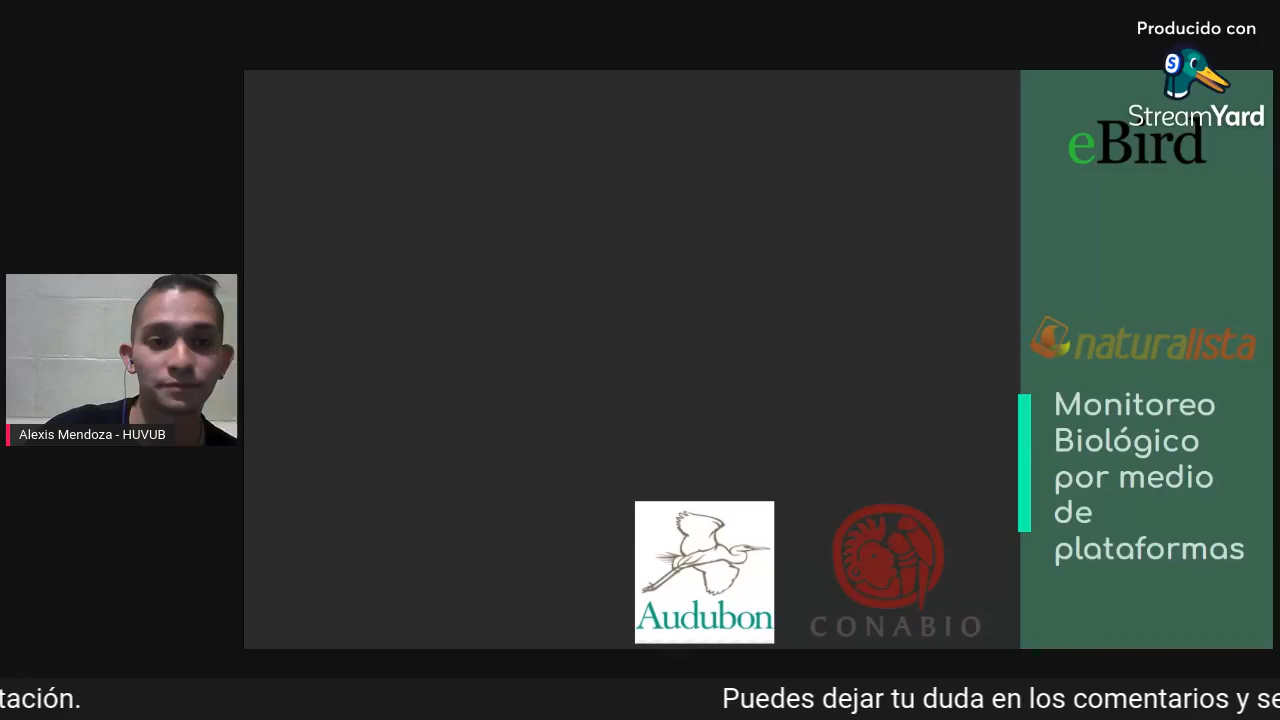 Producido con
StreamYard
eBird
naturalista
Monitoreo
Biológico
por medio
de
plataformas
Alexis Mendoza - HUVUB
Audubon
CONABIO
tación.
Puedes dejar tu duda en los comentarios y se